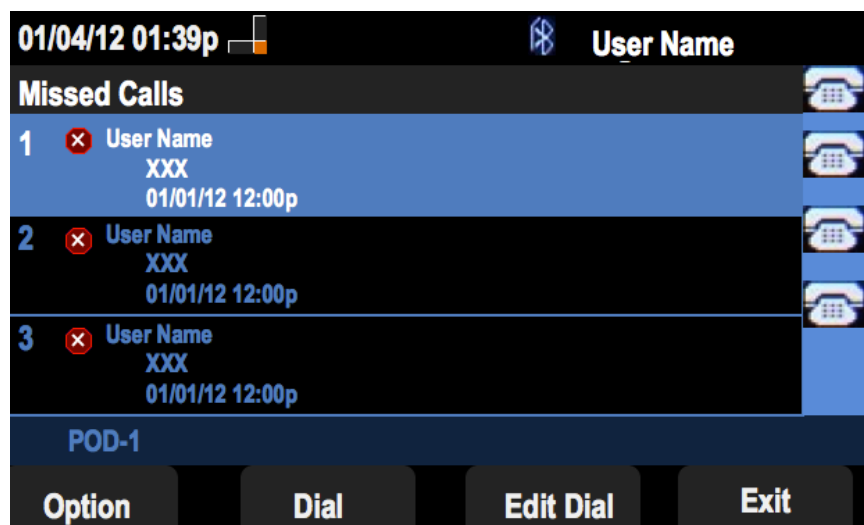 01/04/12 01:39p User Name
Missed Calls
1 User Name
XXX
01/01/12 12:00p
2 User Name
XXX
01/01/12 12:00p
3 User Name
XXX
01/01/12 12:00p
POD-1
Option Dial Edit Dial Exit